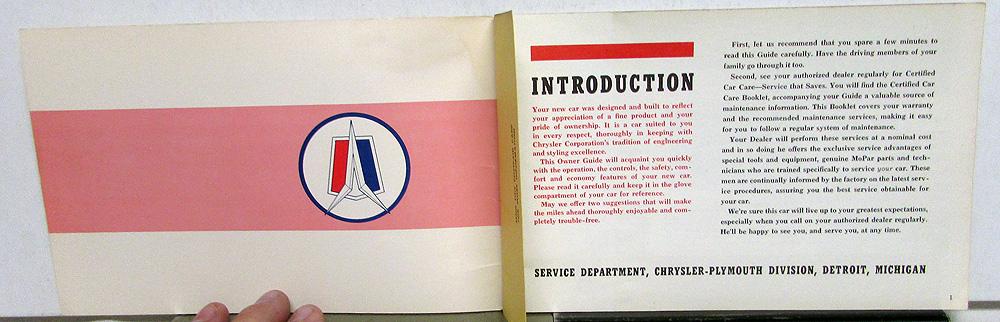 INTRODUCTION
Your new car was designed and built to reflect
your appreciation of a fine product and your
pride of ownership. It is a car suited to you
in every respect, thoroughly in keeping with
Chrysler Corporation's tradition of engineering
and styling excellence.
This Owner Guide will acquaint you quickly
with the operation, the controls, the safety, com-
fort and economy features of your new car.
Please read it carefully and keep it in the glove
compartment of your car for reference.
May we offer two suggestions that will make
the miles ahead thoroughly enjoyable and com-
pletely trouble-free.
First, let us recommend that you spare a few minutes to
read this Guide carefully. Have the driving members of your
family go through it too.
Second, see your authorized dealer regularly for Certified
Car Care—Service that Saves. You will find the Certified Car
Care Booklet, accompanying your Guide a valuable source of
maintenance information. This Booklet covers your warranty
and the recommended maintenance services, making it easy
for you to follow a regular system of maintenance.
Your Dealer will perform these services at a nominal cost
and in so doing he offers the exclusive service advantages of
special tools and equipment, genuine MoPar parts and tech-
nicians who are trained specifically to service your car. These
men are continually informed by the factory on the latest serv-
ice procedures, assuring you the best service obtainable for
your car.
We're sure this car will live up to your greatest expectations,
especially when you call on your authorized dealer regularly.
He'll be happy to see you, and serve you, at any time.
SERVICE DEPARTMENT, CHRYSLER-PLYMOUTH DIVISION, DETROIT, MICHIGAN
1